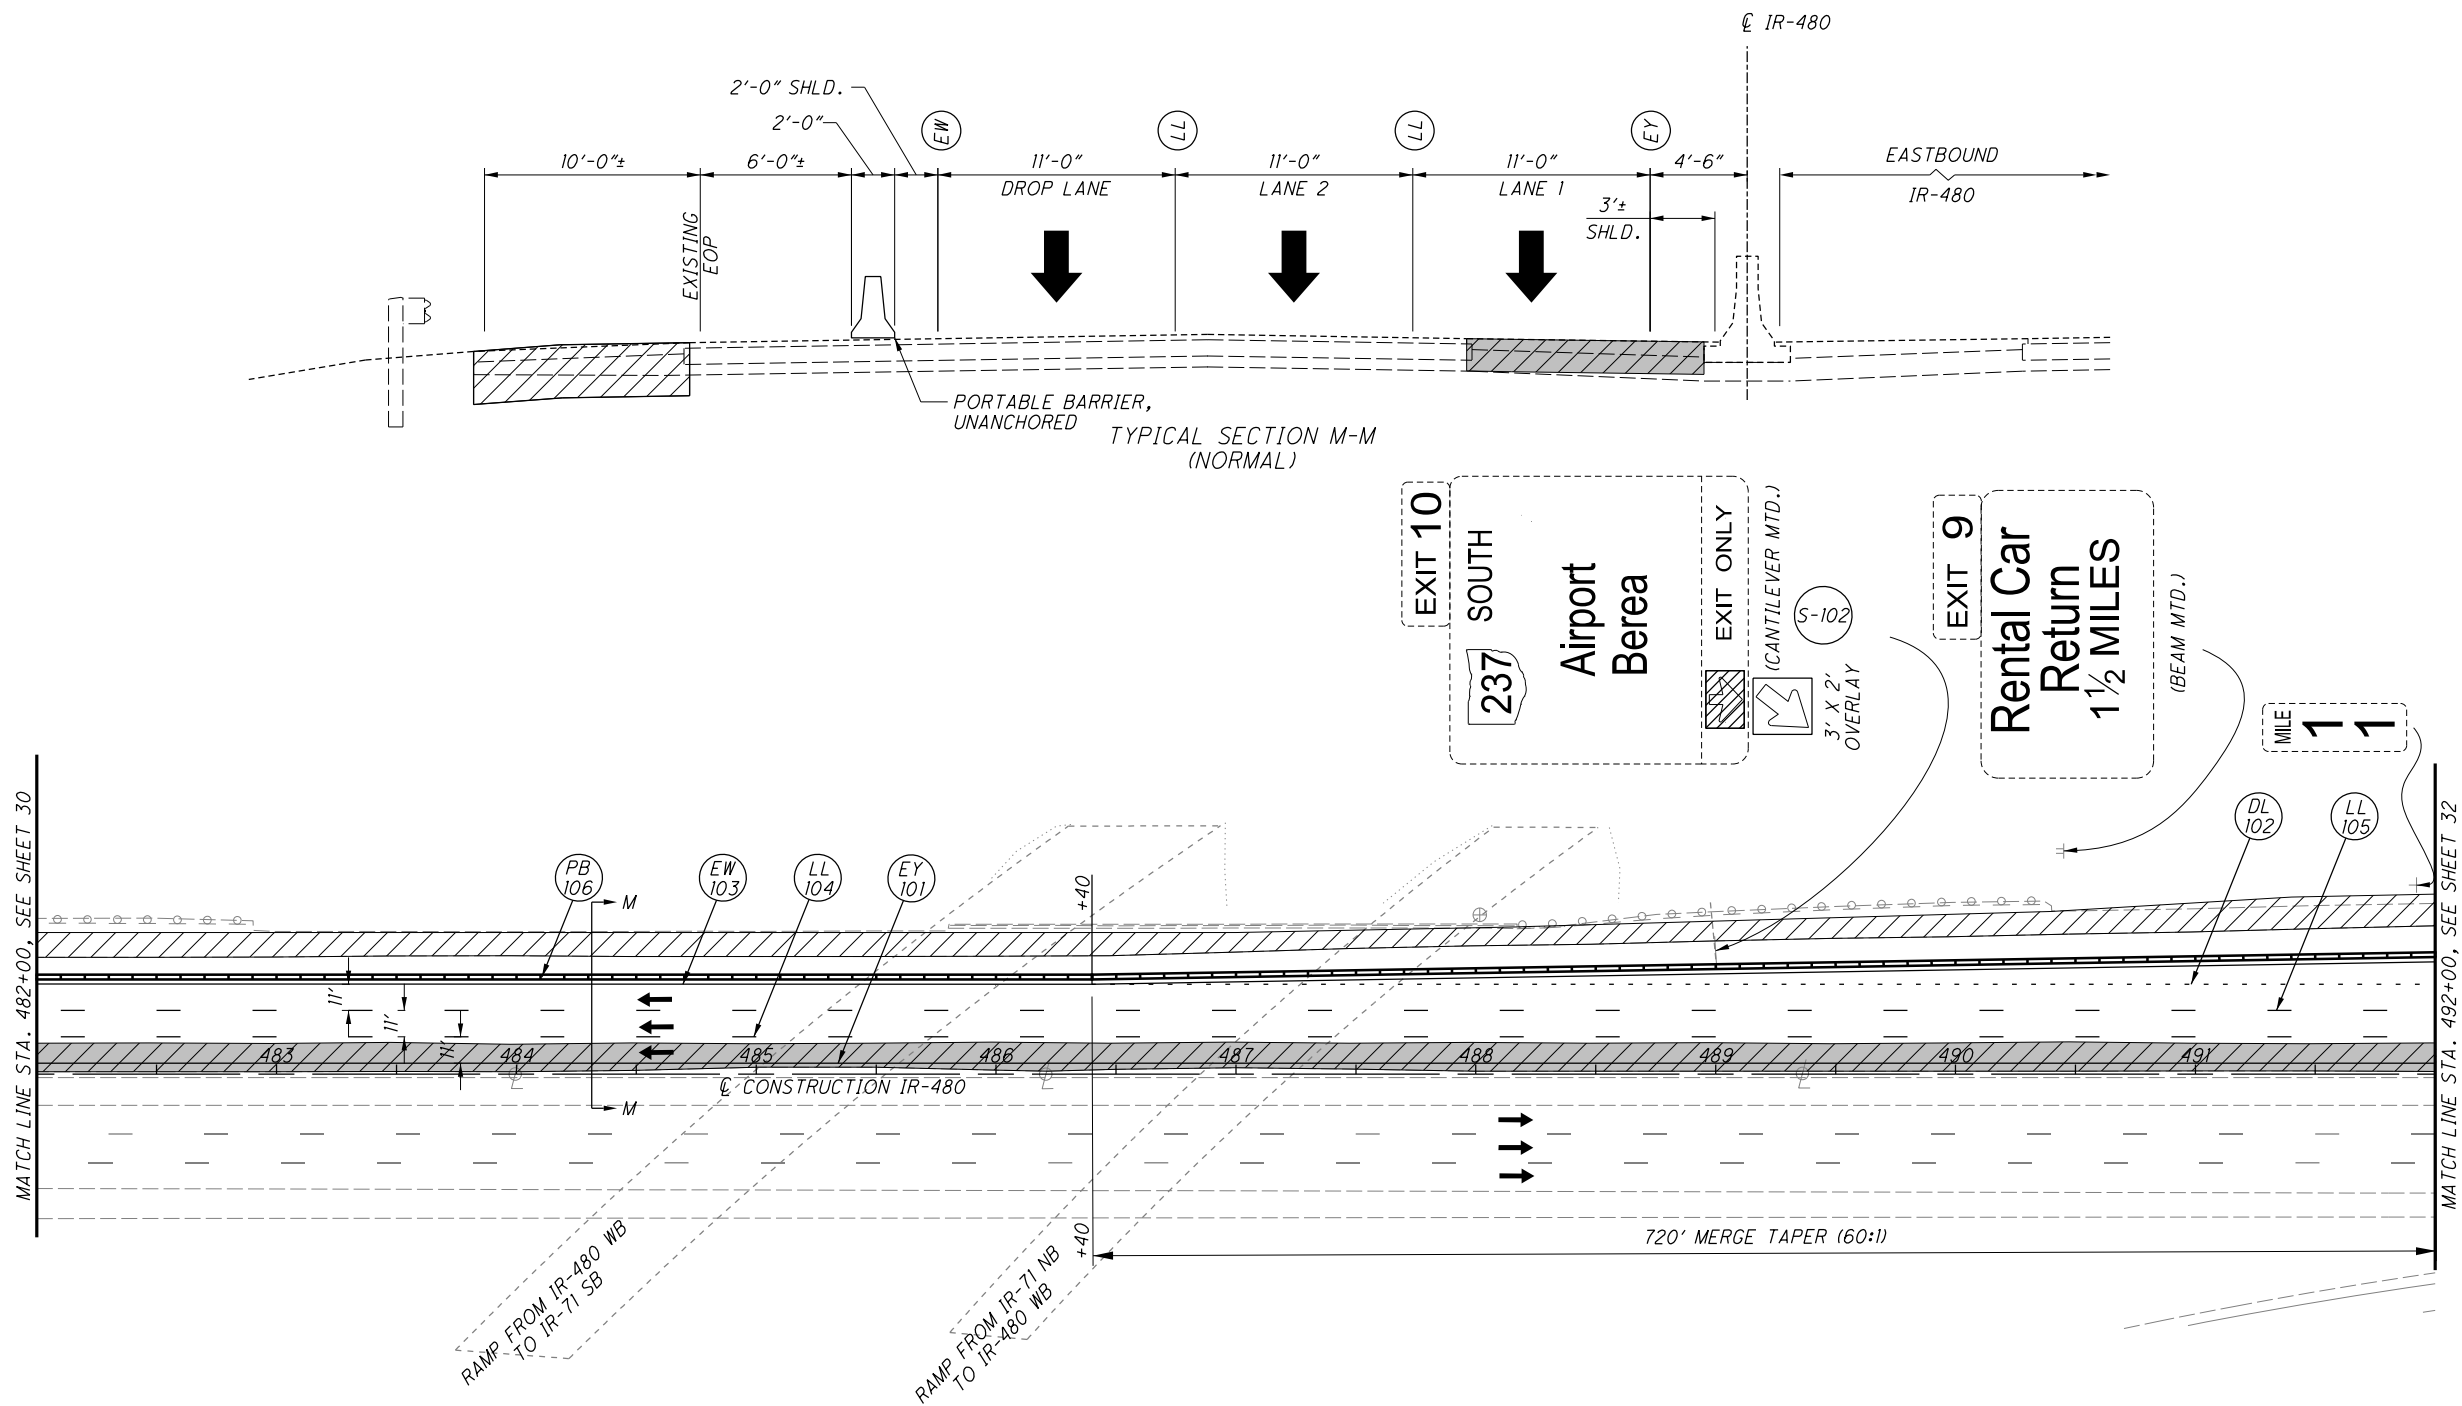 ℄ IR-480
2'-0" SHLD.
2'-0"
EW
LL
LL
EY
10'-0"±
6'-0"±
11'-0"
11'-0"
11'-0"
4'-6"
EASTBOUND
DROP LANE
LANE 2
LANE 1
IR-480
3'±
SHLD.
EXISTING
EOP
PORTABLE BARRIER,
UNANCHORED
TYPICAL SECTION M-M
(NORMAL)
EXIT 10
237 SOUTH
Airport
Berea
EXIT ONLY
(CANTILEVER MTD.)
S-102
3' X 2'
OVERLAY
EXIT 9
Rental Car
Return
1 1/2 MILES
(BEAM MTD.)
MILE
1
1
MATCH LINE STA. 482+00, SEE SHEET 30
PB
106
EW
103
LL
104
EY
101
DL
102
LL
105
M
M
+40
+40
11'
11'
11'
483
484
485
486
487
488
489
490
491
℄ CONSTRUCTION IR-480
720' MERGE TAPER (60:1)
RAMP FROM IR-480 WB
TO IR-71 SB
RAMP FROM IR-71 NB
TO IR-480 WB
MATCH LINE STA. 492+00, SEE SHEET 32